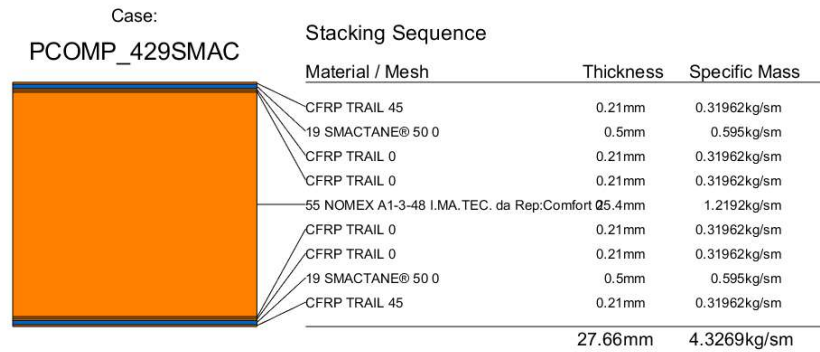 Case:
PCOMP_429SMAC
Stacking Sequence
Material / Mesh Thickness Specific Mass
CFRP TRAIL 45 0.21mm 0.31962kg/sm
19 SMACTANE® 50 0 0.5mm 0.595kg/sm
CFRP TRAIL 0 0.21mm 0.31962kg/sm
CFRP TRAIL 0 0.21mm 0.31962kg/sm
55 NOMEX A1-3-48 I.MA.TEC. da Rep:Comfort 0 25.4mm 1.2192kg/sm
CFRP TRAIL 0 0.21mm 0.31962kg/sm
CFRP TRAIL 0 0.21mm 0.31962kg/sm
19 SMACTANE® 50 0 0.5mm 0.595kg/sm
CFRP TRAIL 45 0.21mm 0.31962kg/sm
27.66mm 4.3269kg/sm